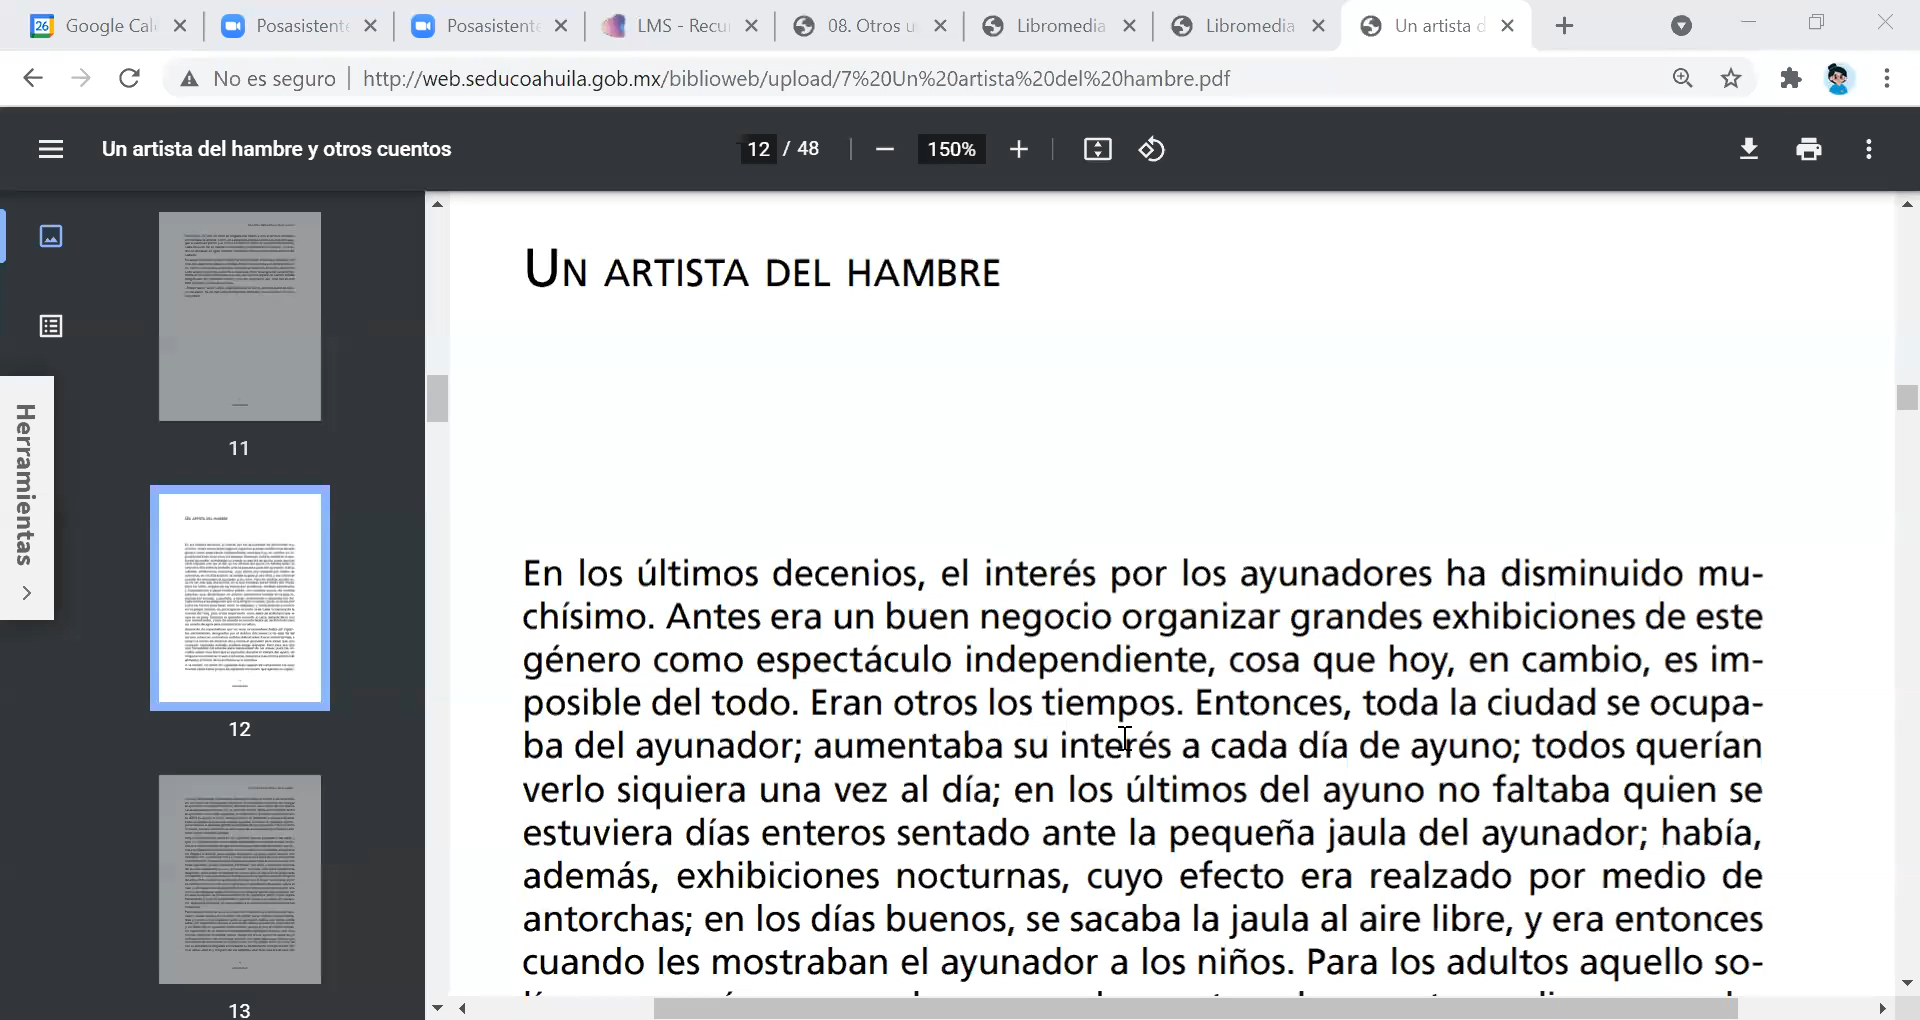 Google Cal
Posasistente
Posasistente
LMS - Recu
08. Otros u
Libromedia
Libromedia
Un artista d
No es seguro
http://web.seducoahuila.gob.mx/biblioweb/upload/7%20Un%20artista%20del%20hambre.pdf
Un artista del hambre y otros cuentos
12 / 48
150%
Herramientas
11
12
13
UN ARTISTA DEL HAMBRE
En los últimos decenios, el interés por los ayunadores ha disminuido mu-
chísimo. Antes era un buen negocio organizar grandes exhibiciones de este
género como espectáculo independiente, cosa que hoy, en cambio, es im-
posible del todo. Eran otros los tiempos. Entonces, toda la ciudad se ocupa-
ba del ayunador; aumentaba su interés a cada día de ayuno; todos querían
verlo siquiera una vez al día; en los últimos del ayuno no faltaba quien se
estuviera días enteros sentado ante la pequeña jaula del ayunador; había,
además, exhibiciones nocturnas, cuyo efecto era realzado por medio de
antorchas; en los días buenos, se sacaba la jaula al aire libre, y era entonces
cuando les mostraban el ayunador a los niños. Para los adultos aquello so-